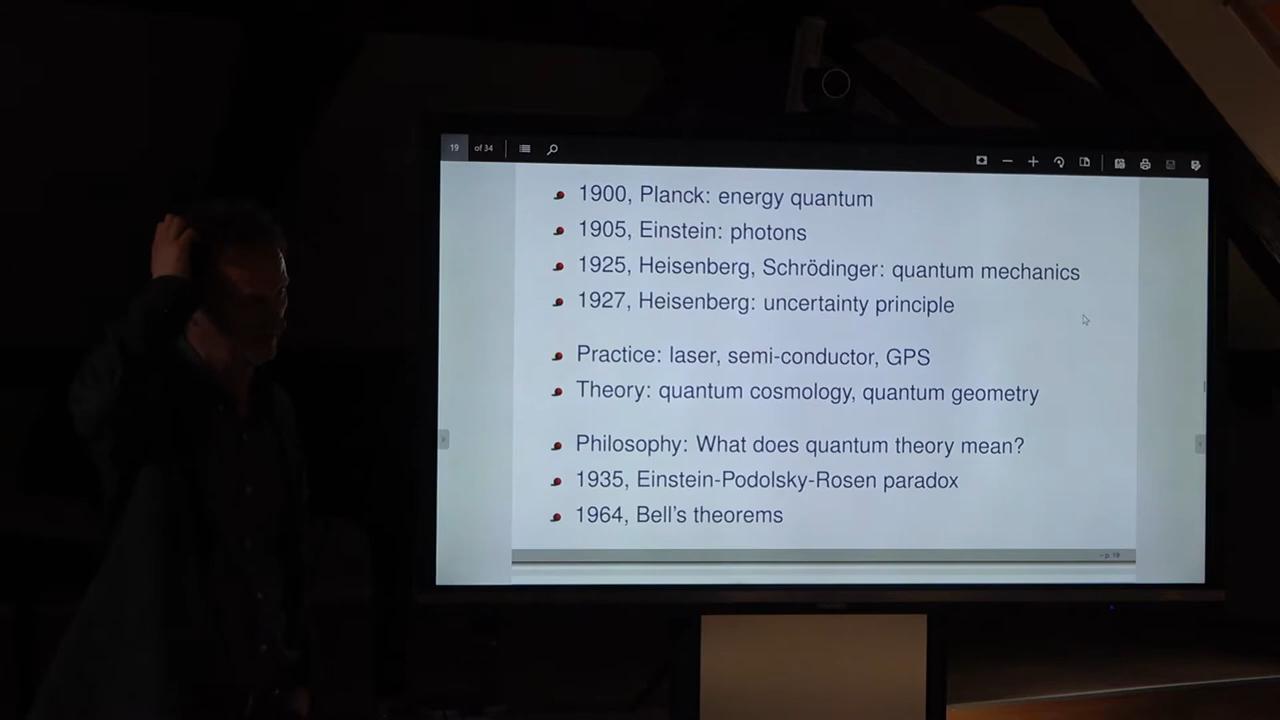 19 of 34
1900, Planck: energy quantum
1905, Einstein: photons
1925, Heisenberg, Schrödinger: quantum mechanics
1927, Heisenberg: uncertainty principle
Practice: laser, semi-conductor, GPS
Theory: quantum cosmology, quantum geometry
Philosophy: What does quantum theory mean?
1935, Einstein-Podolsky-Rosen paradox
1964, Bell's theorems
– p. 19